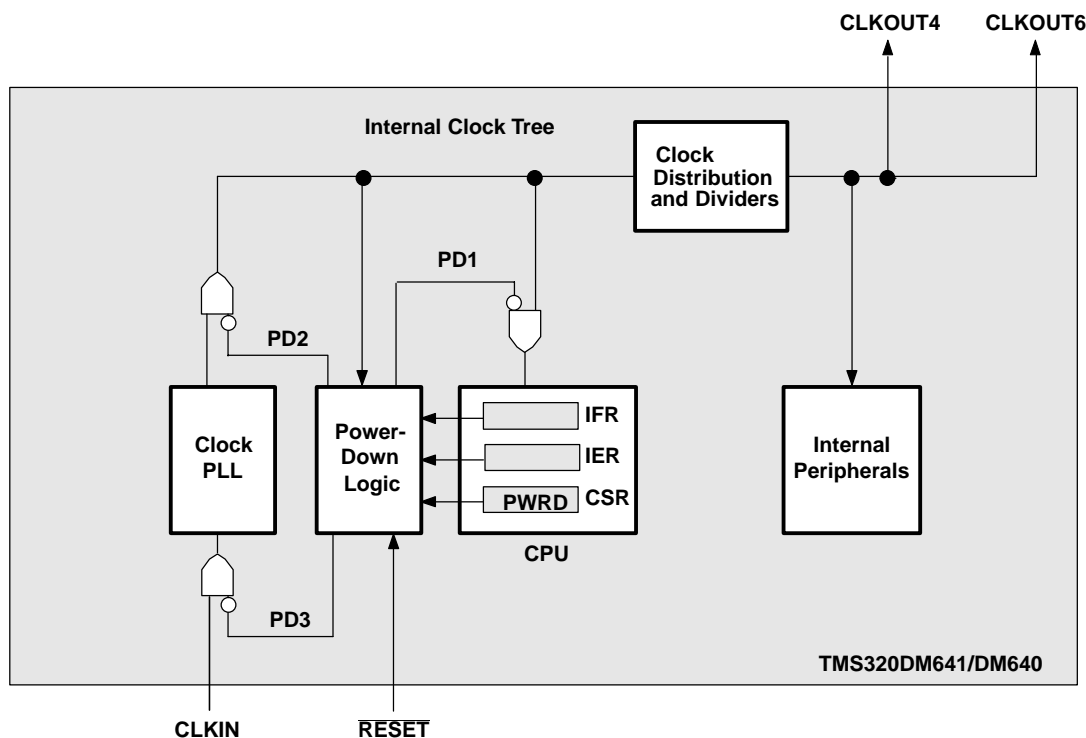 CLKOUT4 CLKOUT6
Internal Clock Tree
Clock
Distribution
and Dividers
PD1
PD2
Clock
PLL
Power-
Down
Logic
IFR
IER
PWRD CSR
CPU
Internal
Peripherals
PD3
TMS320DM641/DM640
CLKIN RESET